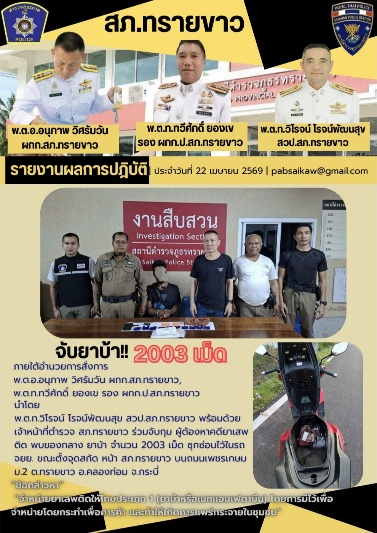 สภ.ทรายขาว
พ.ต.อ.อนุภาพ วิศรัมวัน
ผกก.สภ.ทรายขาว
พ.ต.ท.ทวีศักดิ์ ยองเข
รอง ผกก.ป.สภ.ทรายขาว
พ.ต.ท.วิโรจน์ โรจน์พัฒนสุข
สวป.สภ.ทรายขาว
รายงานผลการปฏิบัติ ประจำวันที่ 22 เมษายน 2569 | pabsaikaw@gmail.com
งานสืบสวน
Investigation Section
สถานีตำรวจภูธรทราย
จับยาบ้า!! 2003 เม็ด
ภายใต้อำนวยการสั่งการ
พ.ต.อ.อนุภาพ วิศรัมวัน ผกก.สภ.ทรายขาว,
พ.ต.ท.ทวีศักดิ์ ยองเข รอง ผกก.ป.สภ.ทรายขาว
นำโดย
พ.ต.ท.วิโรจน์ โรจน์พัฒนสุข สวป.สภ.ทรายขาว พร้อมด้วย
เจ้าหน้าที่ตำรวจ สภ.ทรายขาว ร่วมจับกุม ผู้ต้องหาคดียาเสพ
ติด พบของกลาง ยาบ้า จำนวน 2003 เม็ด ซุกซ่อนไว้ในรถ
จยย. ขณะตั้งจุดสกัด หน้า สภ.ทรายขาว บนถนนเพชรเกษม
ม.2 ต.ทรายขาว อ.คลองท่อม จ.กระบี่
"ข้อกล่าวหา"
"จำหน่ายยาเสพติดให้โทษประเภท 1 (ยาบ้าหรือเมทแอมเฟตามีน) โดยการมีไว้เพื่อ
จำหน่ายโดยกระทำเพื่อการค้า และทำให้เกิดการแพร่กระจายในชุมชน"